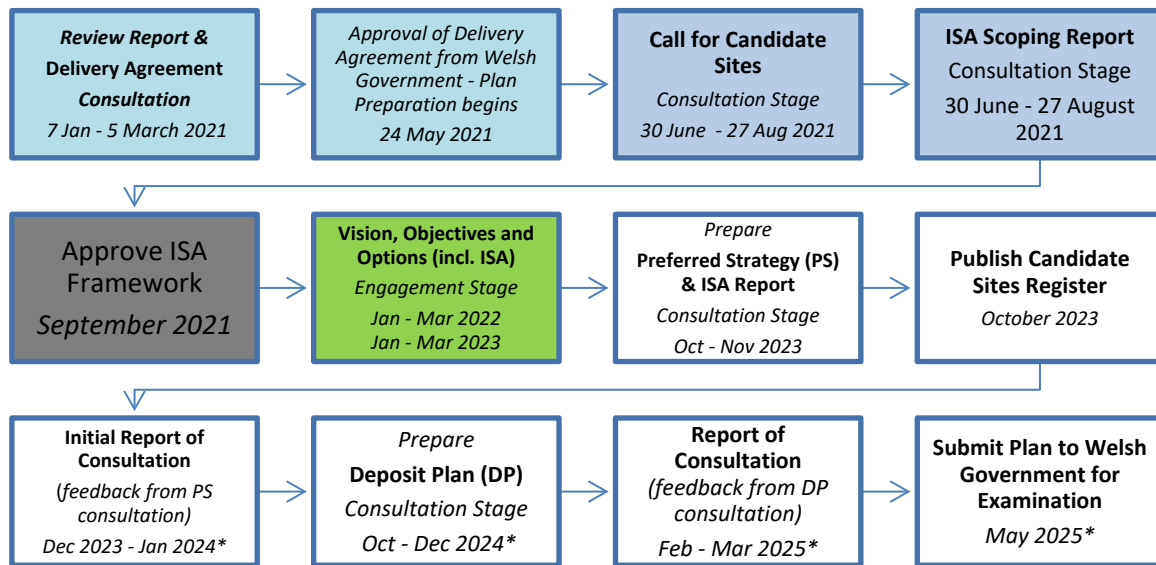 Review Report &
Delivery Agreement
Consultation
7 Jan - 5 March 2021
Approval of Delivery
Agreement from Welsh
Government - Plan
Preparation begins
24 May 2021
Call for Candidate
Sites
Consultation Stage
30 June - 27 Aug 2021
ISA Scoping Report
Consultation Stage
30 June - 27 August
2021
Approve ISA
Framework
September 2021
Vision, Objectives and
Options (incl. ISA)
Engagement Stage
Jan - Mar 2022
Jan - Mar 2023
Prepare
Preferred Strategy (PS)
& ISA Report
Consultation Stage
Oct - Nov 2023
Publish Candidate
Sites Register
October 2023
Initial Report of
Consultation
(feedback from PS
consultation)
Dec 2023 - Jan 2024*
Prepare
Deposit Plan (DP)
Consultation Stage
Oct - Dec 2024*
Report of
Consultation
(feedback from DP
consultation)
Feb - Mar 2025*
Submit Plan to Welsh
Government for
Examination
May 2025*